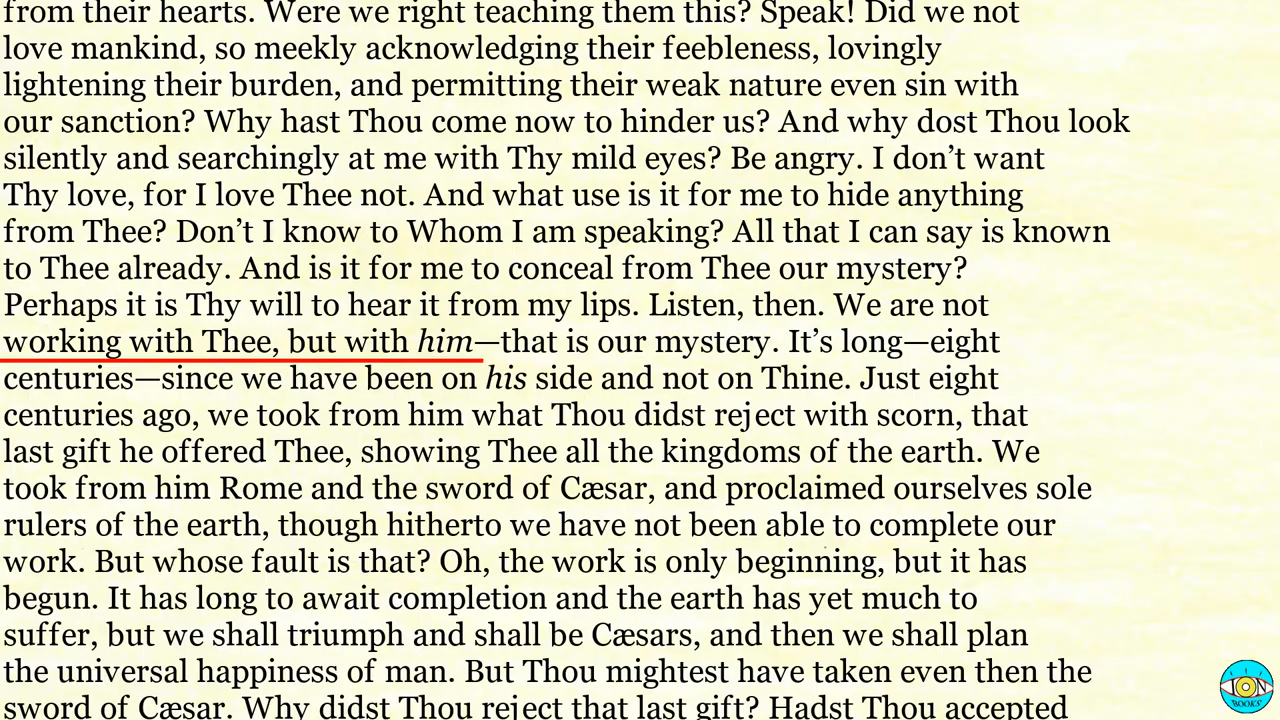 from their hearts. Were we right teaching them this? Speak! Did we not
love mankind, so meekly acknowledging their feebleness, lovingly
lightening their burden, and permitting their weak nature even sin with
our sanction? Why hast Thou come now to hinder us? And why dost Thou look
silently and searchingly at me with Thy mild eyes? Be angry. I don’t want
Thy love, for I love Thee not. And what use is it for me to hide anything
from Thee? Don’t I know to Whom I am speaking? All that I can say is known
to Thee already. And is it for me to conceal from Thee our mystery?
Perhaps it is Thy will to hear it from my lips. Listen, then. We are not
working with Thee, but with him—that is our mystery. It’s long—eight
centuries—since we have been on his side and not on Thine. Just eight
centuries ago, we took from him what Thou didst reject with scorn, that
last gift he offered Thee, showing Thee all the kingdoms of the earth. We
took from him Rome and the sword of Cæsar, and proclaimed ourselves sole
rulers of the earth, though hitherto we have not been able to complete our
work. But whose fault is that? Oh, the work is only beginning, but it has
begun. It has long to await completion and the earth has yet much to
suffer, but we shall triumph and shall be Cæsars, and then we shall plan
the universal happiness of man. But Thou mightest have taken even then the
sword of Cæsar. Why didst Thou reject that last gift? Hadst Thou accepted
ION
BOOKS